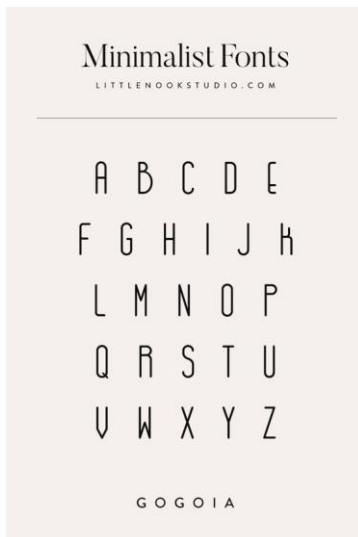 Minimalist Fonts
LITTLENOOKSTUDIO.COM
A B C D E
F G H I J K
L M N O P
Q R S T U
V W X Y Z
GOGOIA